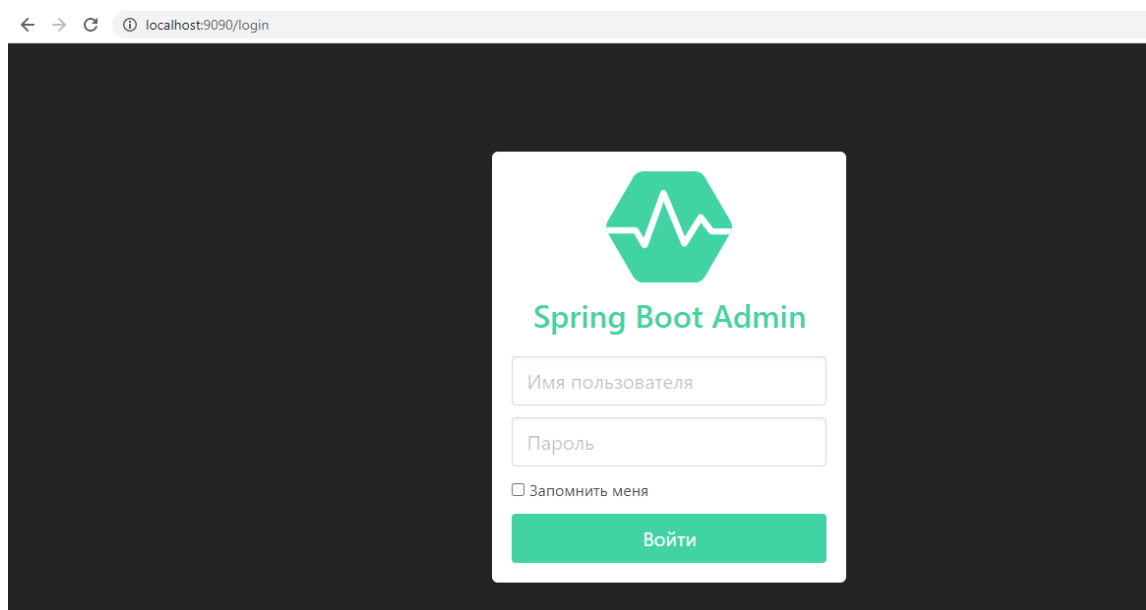 localhost:9090/login
Spring Boot Admin
Имя пользователя
Пароль
Запомнить меня
Войти